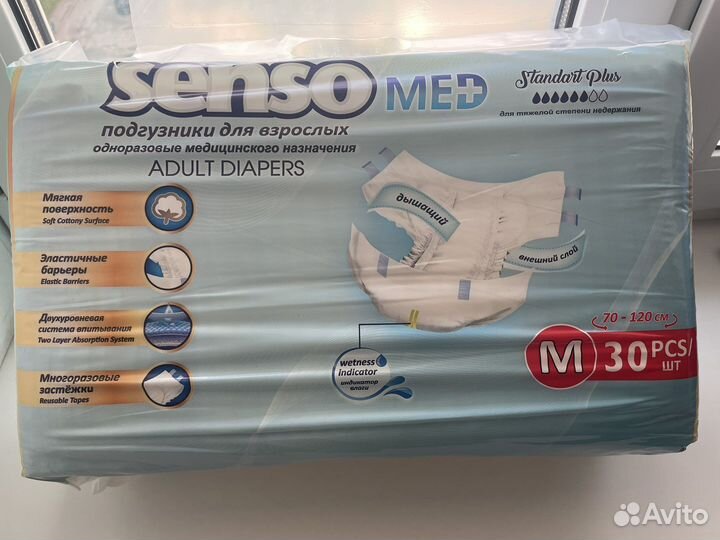 senso MED
Standart Plus
для тяжелой степени недержания
подгузники для взрослых
одноразовые медицинского назначения
ADULT DIAPERS
Мягкая
поверхность
Soft Cottony Surface
Эластичные
барьеры
Elastic Barriers
Двухуровневая
система впитывания
Two Layer Absorption System
Многоразовые
застёжки
Reusable Tapes
дышащий
внешний слой
wetness
indicator
индикатор
влаги
70 - 120 см
M 30 PCS/
ШТ
Avito